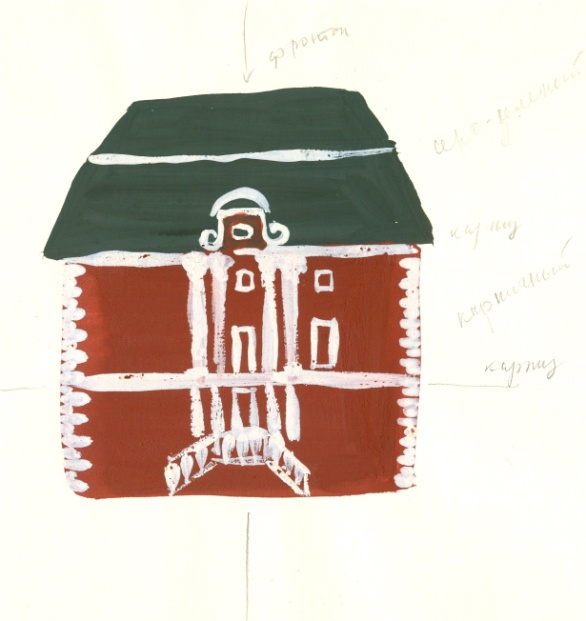 фронтон
серо-зеленый
карниз
кирпичный
карниз